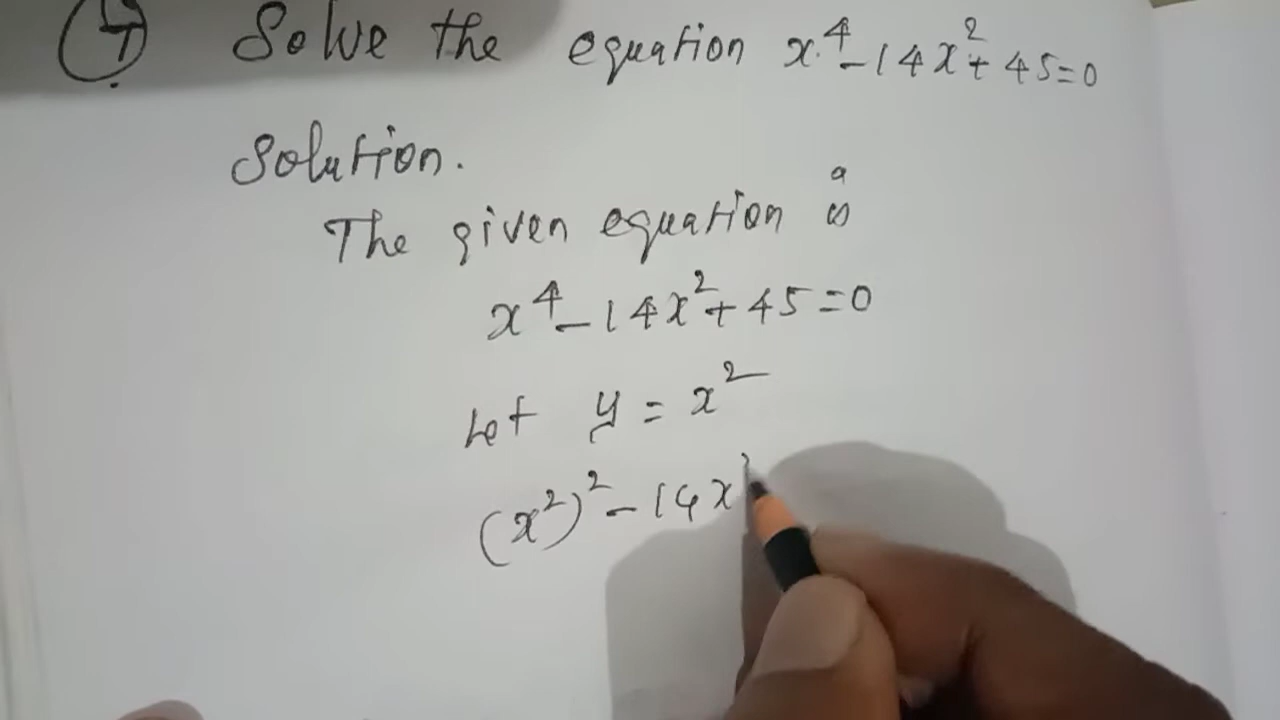 Solve the equation x⁴-14x²+45=0
Solution.
The given equation is
x⁴-14x²+45=0
Let y = x²
(x²)²-14x